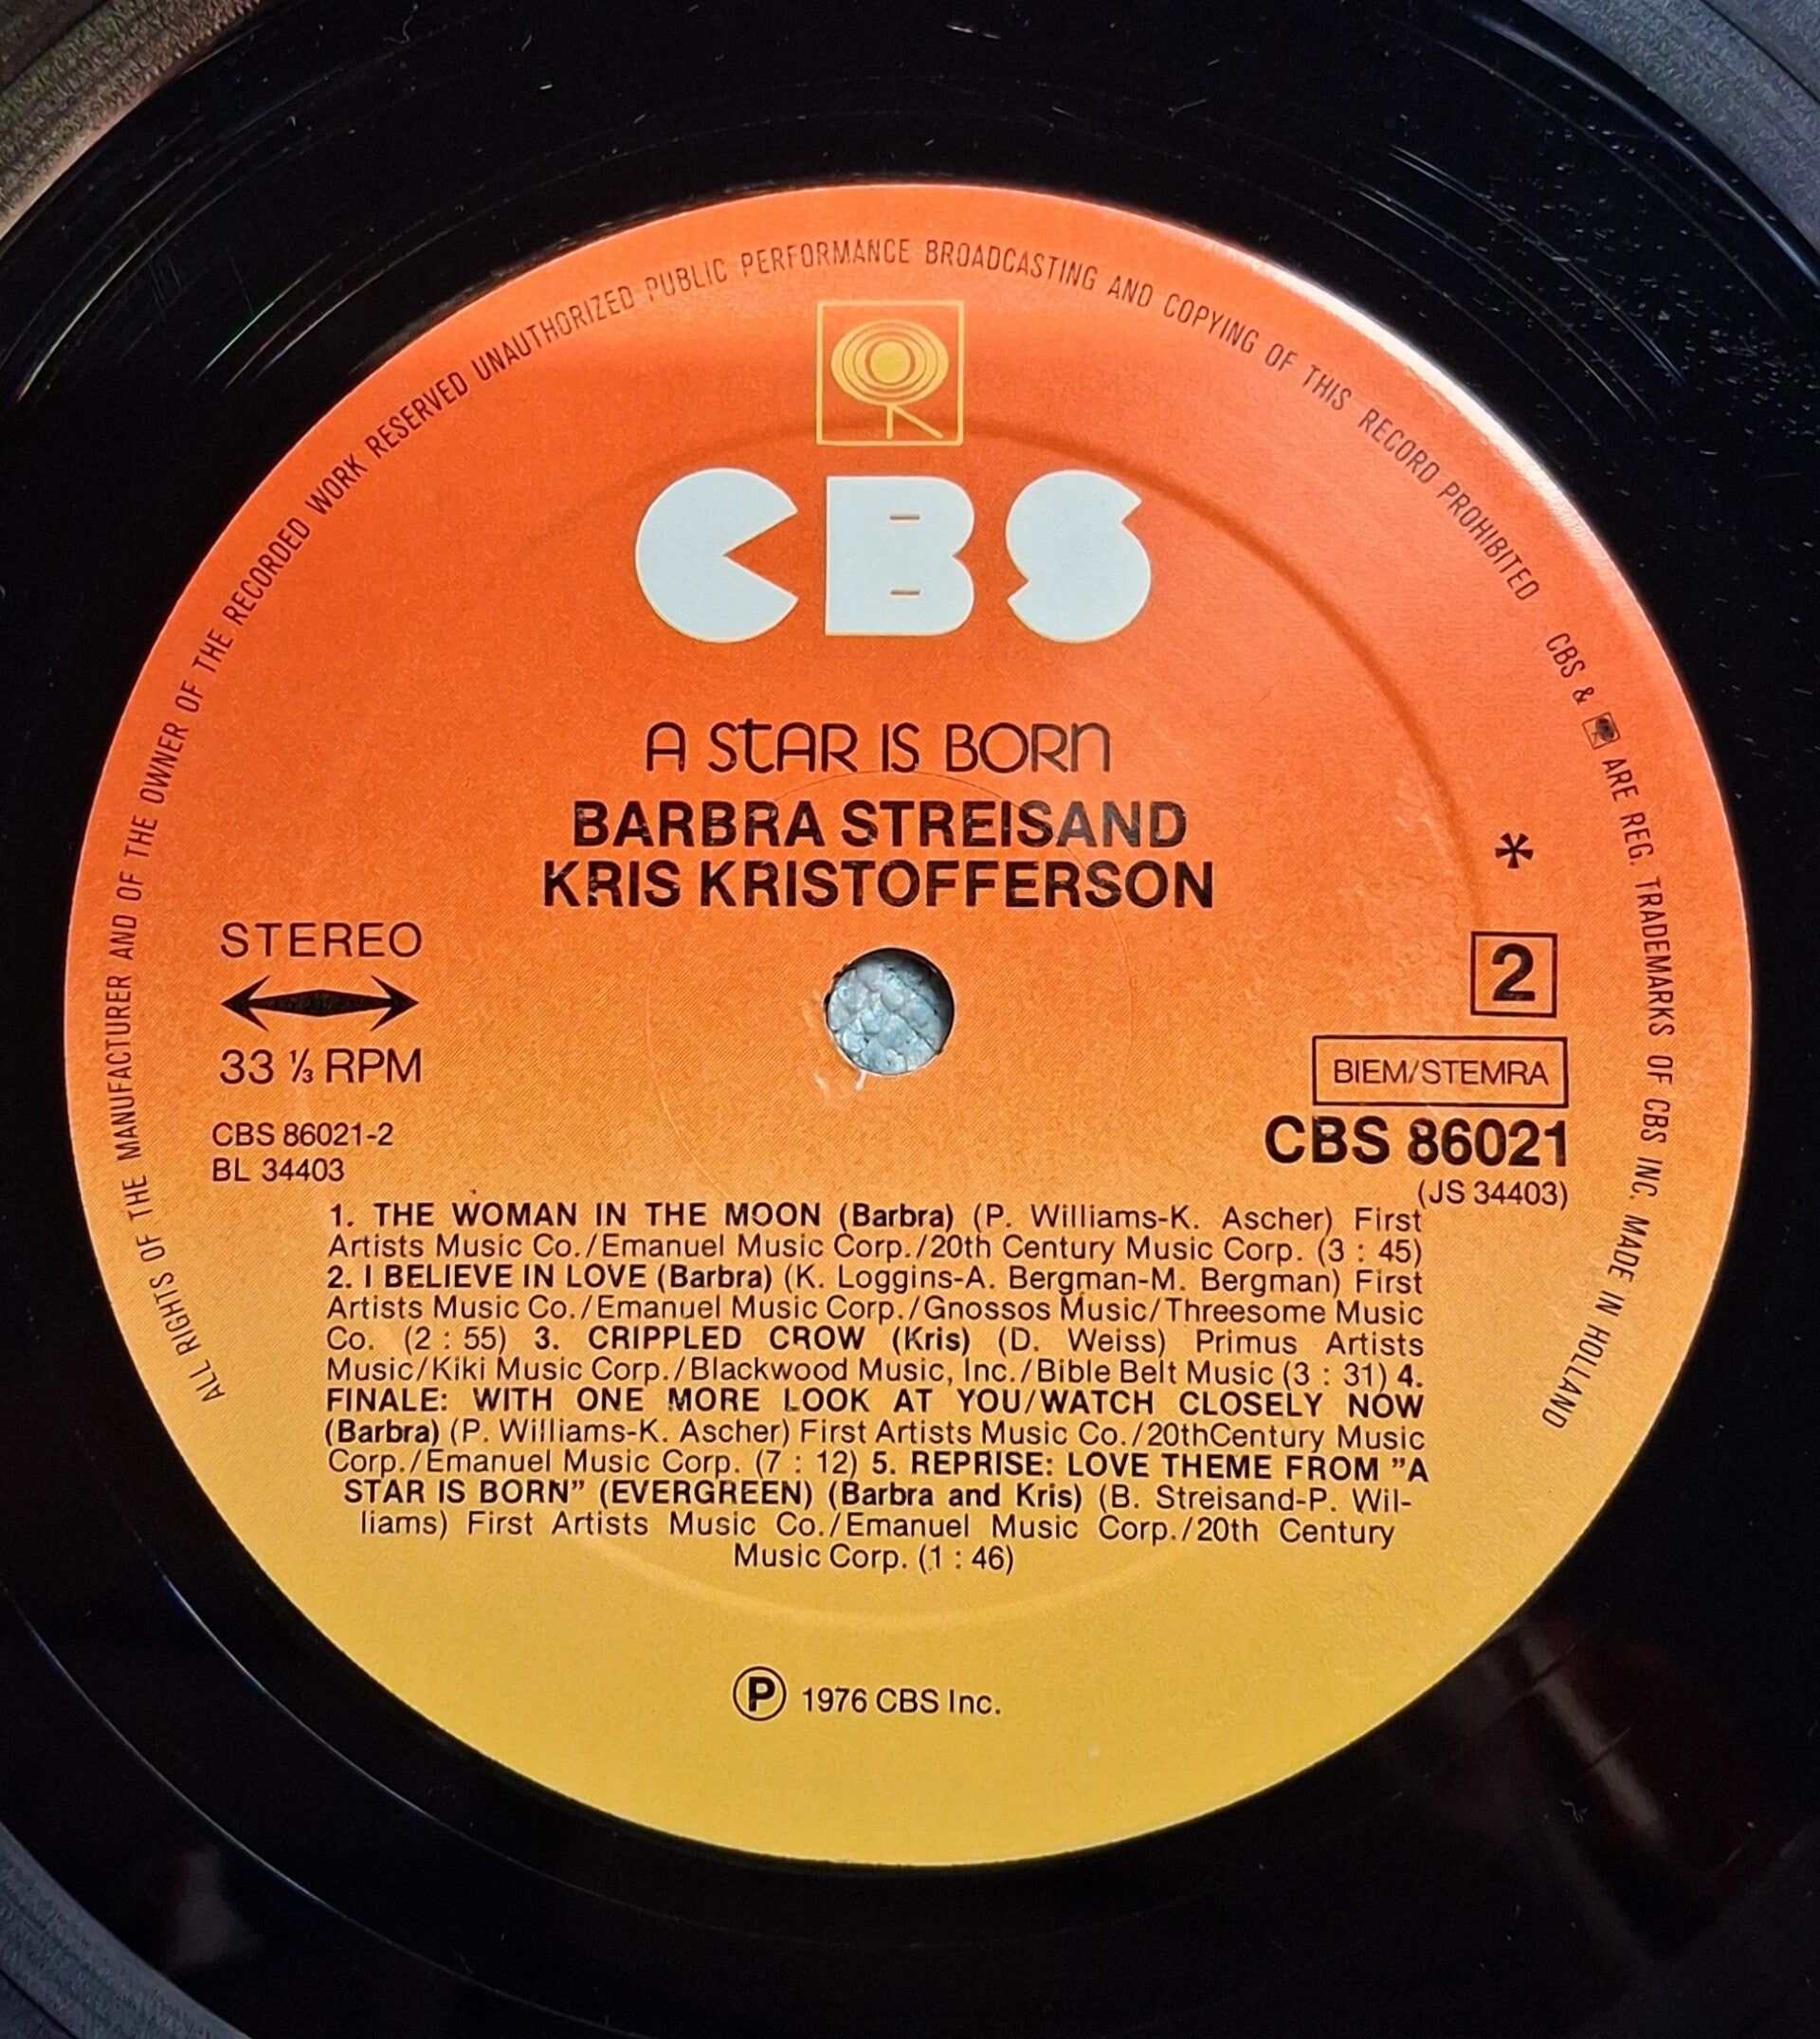 ALL RIGHTS OF THE MANUFACTURER AND OF THE OWNER OF THE RECORDED WORK RESERVED UNAUTHORIZED PUBLIC PERFORMANCE BROADCASTING AND COPYING OF THIS RECORD PROHIBITED
CBS & ARE REG. TRADEMARKS OF CBS INC. MADE IN HOLLAND
CBS
A STAR IS BORN
BARBRA STREISAND
KRIS KRISTOFFERSON
*
STEREO
2
33 ⅓ RPM
BIEM/STEMRA
CBS 86021-2
CBS 86021
BL 34403
(JS 34403)
1. THE WOMAN IN THE MOON (Barbra) (P. Williams-K. Ascher) First
Artists Music Co./Emanuel Music Corp./20th Century Music Corp. (3 : 45)
2. I BELIEVE IN LOVE (Barbra) (K. Loggins-A. Bergman-M. Bergman) First
Artists Music Co./Emanuel Music Corp./Gnossos Music/Threesome Music
Co. (2 : 55) 3. CRIPPLED CROW (Kris) (D. Weiss) Primus Artists
Music/Kiki Music Corp./Blackwood Music, Inc./Bible Belt Music (3 : 31) 4.
FINALE: WITH ONE MORE LOOK AT YOU/WATCH CLOSELY NOW
(Barbra) (P. Williams-K. Ascher) First Artists Music Co./20thCentury Music
Corp./Emanuel Music Corp. (7 : 12) 5. REPRISE: LOVE THEME FROM ”A
STAR IS BORN” (EVERGREEN) (Barbra and Kris) (B. Streisand-P. Wil-
liams) First Artists Music Co./Emanuel Music Corp./20th Century
Music Corp. (1 : 46)
Ⓟ 1976 CBS Inc.